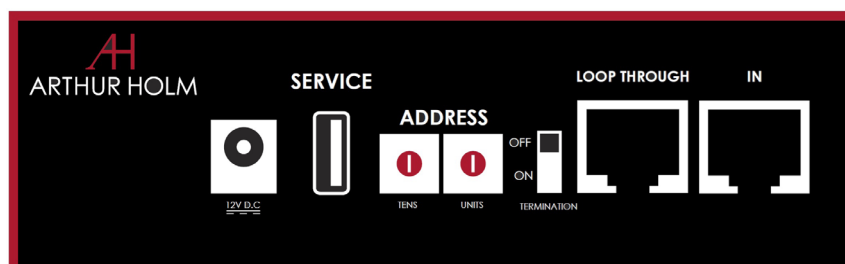 AH
ARTHUR HOLM
SERVICE
ADDRESS
LOOP THROUGH
IN
OFF
ON
12V D.C
TENS
UNITS
TERMINATION